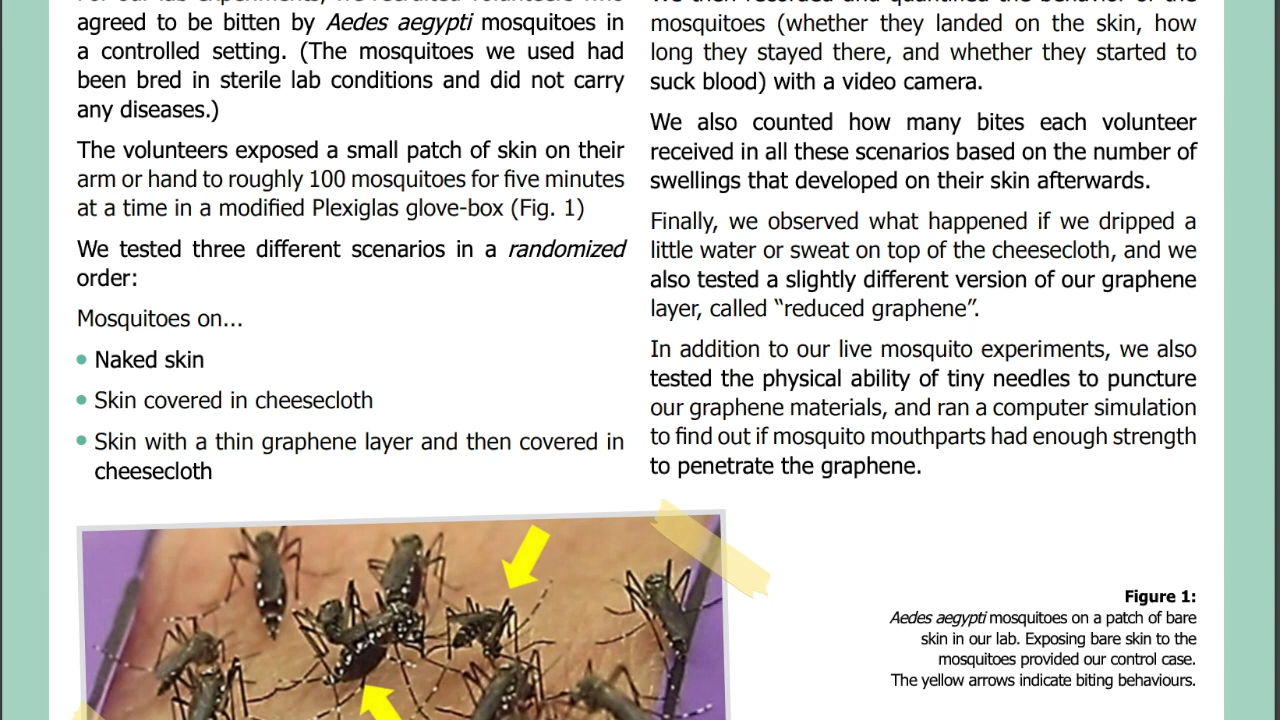 agreed to be bitten by Aedes aegypti mosquitoes in
a controlled setting. (The mosquitoes we used had
been bred in sterile lab conditions and did not carry
any diseases.)
The volunteers exposed a small patch of skin on their
arm or hand to roughly 100 mosquitoes for five minutes
at a time in a modified Plexiglas glove-box (Fig. 1)
We tested three different scenarios in a randomized
order:
Mosquitoes on...
• Naked skin
• Skin covered in cheesecloth
• Skin with a thin graphene layer and then covered in
cheesecloth
mosquitoes (whether they landed on the skin, how
long they stayed there, and whether they started to
suck blood) with a video camera.
We also counted how many bites each volunteer
received in all these scenarios based on the number of
swellings that developed on their skin afterwards.
Finally, we observed what happened if we dripped a
little water or sweat on top of the cheesecloth, and we
also tested a slightly different version of our graphene
layer, called “reduced graphene”.
In addition to our live mosquito experiments, we also
tested the physical ability of tiny needles to puncture
our graphene materials, and ran a computer simulation
to find out if mosquito mouthparts had enough strength
to penetrate the graphene.
Figure 1:
Aedes aegypti mosquitoes on a patch of bare
skin in our lab. Exposing bare skin to the
mosquitoes provided our control case.
The yellow arrows indicate biting behaviours.